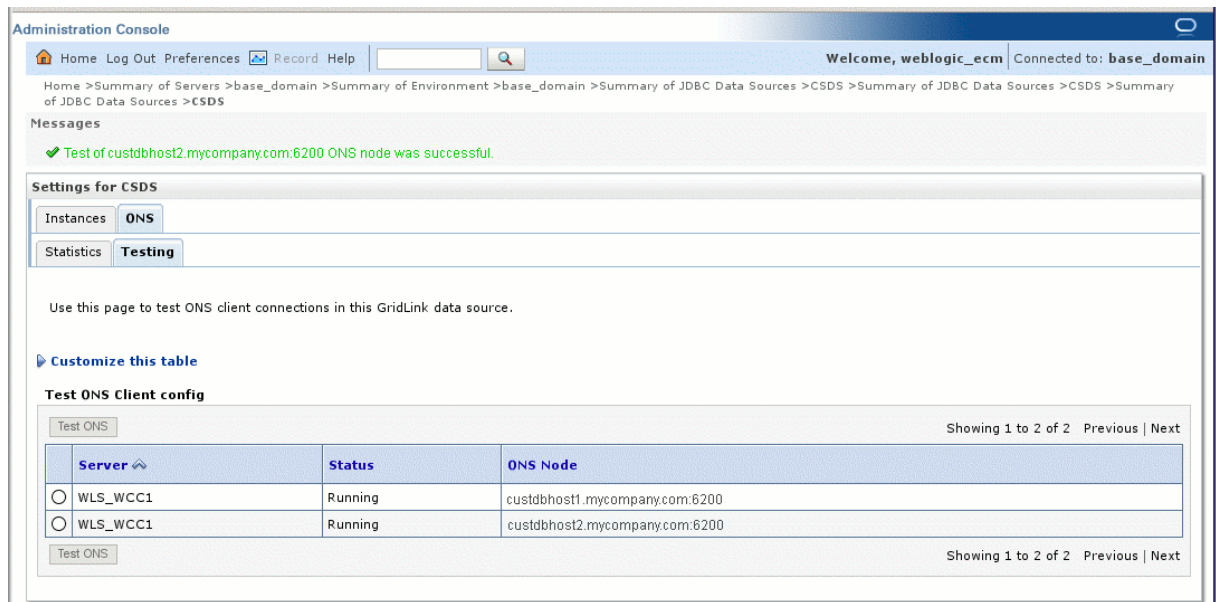 Administration Console
Home Log Out Preferences Record Help
Welcome, weblogic_ecm Connected to: base_domain
Home >Summary of Servers >base_domain >Summary of Environment >base_domain >Summary of JDBC Data Sources >CSDS >Summary of JDBC Data Sources >CSDS >Summary
of JDBC Data Sources >CSDS
Messages
Test of custdbhost2.mycompany.com:6200 ONS node was successful.
Settings for CSDS
Instances ONS
Statistics Testing
Use this page to test ONS client connections in this GridLink data source.
Customize this table
Test ONS Client config
Test ONS Showing 1 to 2 of 2 Previous | Next
Server Status ONS Node
WLS_WCC1 Running custdbhost1.mycompany.com:6200
WLS_WCC1 Running custdbhost2.mycompany.com:6200
Test ONS Showing 1 to 2 of 2 Previous | Next